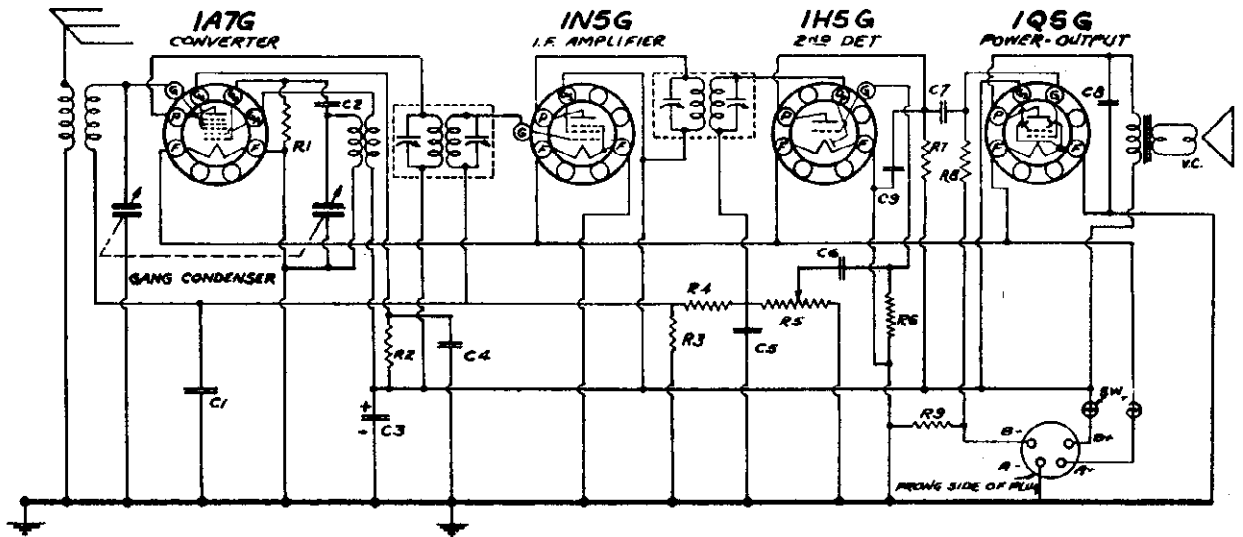 1A7G
CONVERTER
1N5G
I.F. AMPLIFIER
1H5G
2ND DET
1Q5G
POWER-OUTPUT
G
G
P
F
F
R1
C2
G
P
F
F
P
F
F
G
C9
C7
R7
R8
G
P
F
F
C8
V.C.
GANG CONDENSER
C6
R4
R5
R6
R3
C5
R2
C4
C1
+
-
C3
R9
SW.
B-
B+
A-
A+
PRONG SIDE OF PLUG